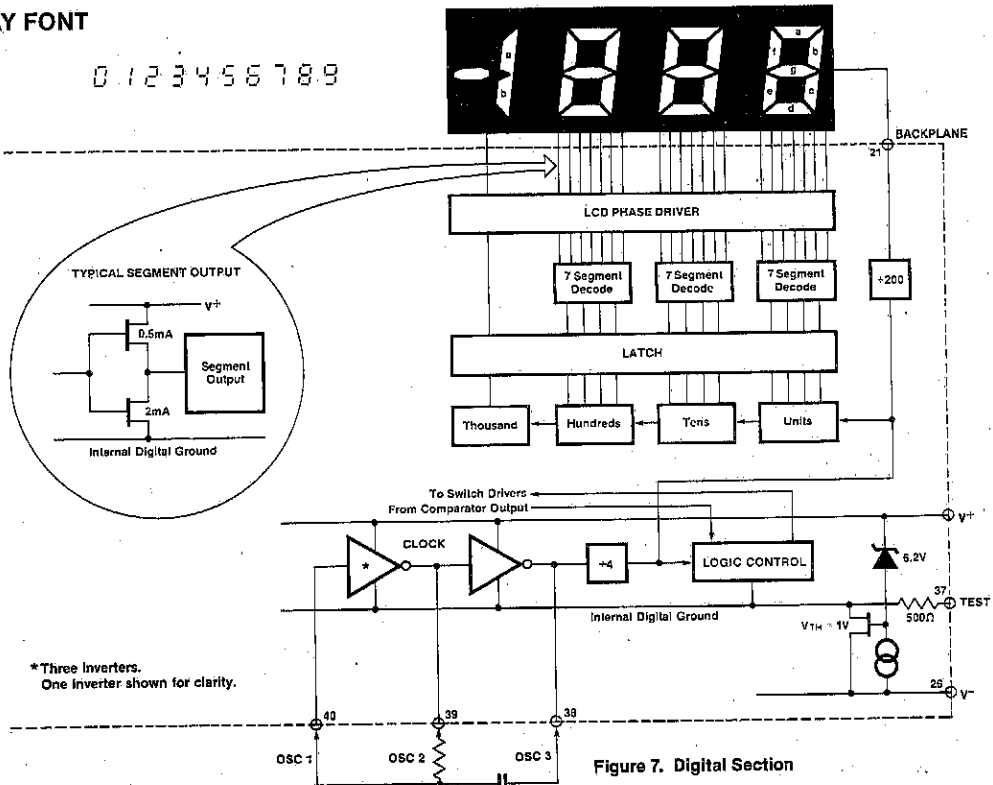 AY FONT
0 1 2 3 4 5 6 7 8 9
a
b
a
f
b
g
e
c
d
BACKPLANE
21
LCD PHASE DRIVER
TYPICAL SEGMENT OUTPUT
7 Segment Decode
7 Segment Decode
7 Segment Decode
÷200
V+
0.5mA
Segment Output
2mA
Internal Digital Ground
LATCH
Thousand
Hundreds
Tens
Units
To Switch Drivers
From Comparator Output
V+
CLOCK
*
÷4
LOGIC CONTROL
6.2V
37
TEST
500Ω
Internal Digital Ground
VTH = 1V
* Three Inverters.
One Inverter shown for clarity.
26
V-
40
39
38
OSC 1
OSC 2
OSC 3
Figure 7. Digital Section